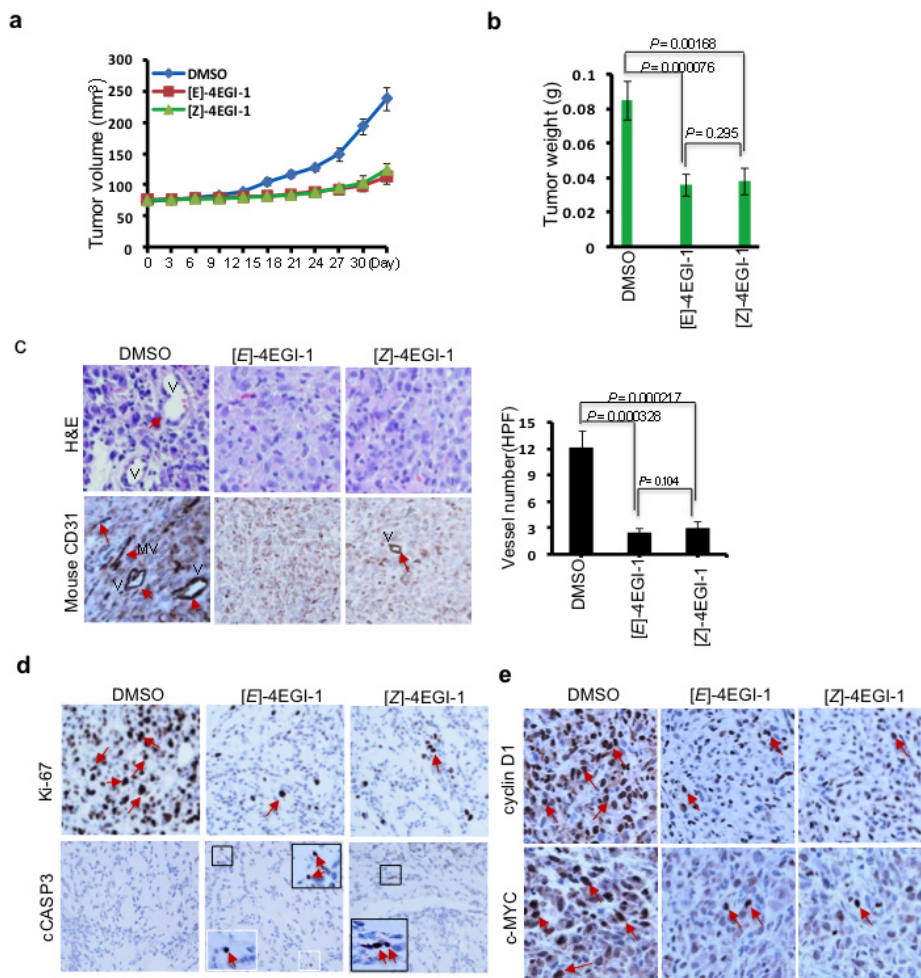 a
300
250
200
150
100
50
0
Tumor volume (mm³)
DMSO
[E]-4EGI-1
[Z]-4EGI-1
0 3 6 9 12 15 18 21 24 27 30 (Day)
b
P = 0.00168
P = 0.000076
P = 0.295
0.1
0.08
0.06
0.04
0.02
0
Tumor weight (g)
DMSO
[E]-4EGI-1
[Z]-4EGI-1
c
DMSO [E]-4EGI-1 [Z]-4EGI-1
H&E
V
V
Mouse CD31
MV
V
V
V
P = 0.000217
P = 0.000328
P = 0.104
15
12
9
6
3
0
Vessel number(HPF)
DMSO
[E]-4EGI-1
[Z]-4EGI-1
d
DMSO [E]-4EGI-1 [Z]-4EGI-1
Ki-67
cCASP3
e
DMSO [E]-4EGI-1 [Z]-4EGI-1
cyclin D1
c-MYC